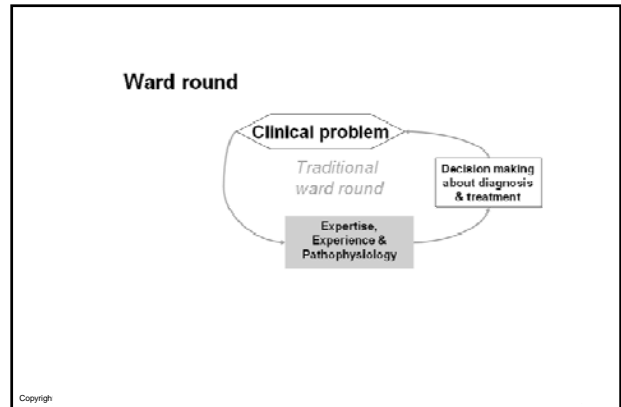 Ward round
Clinical problem
Traditional
ward round
Decision making
about diagnosis
& treatment
Expertise,
Experience &
Pathophysiology
Copyrigh